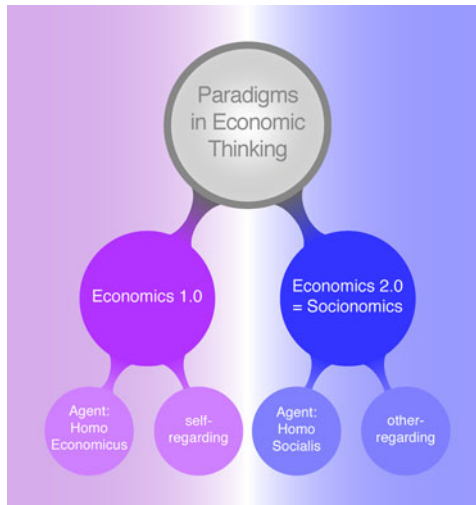 Paradigms
in Economic
Thinking
Economics 1.0
Economics 2.0
= Socionomics
Agent:
Homo
Economicus
self-
regarding
Agent:
Homo
Socialis
other-
regarding